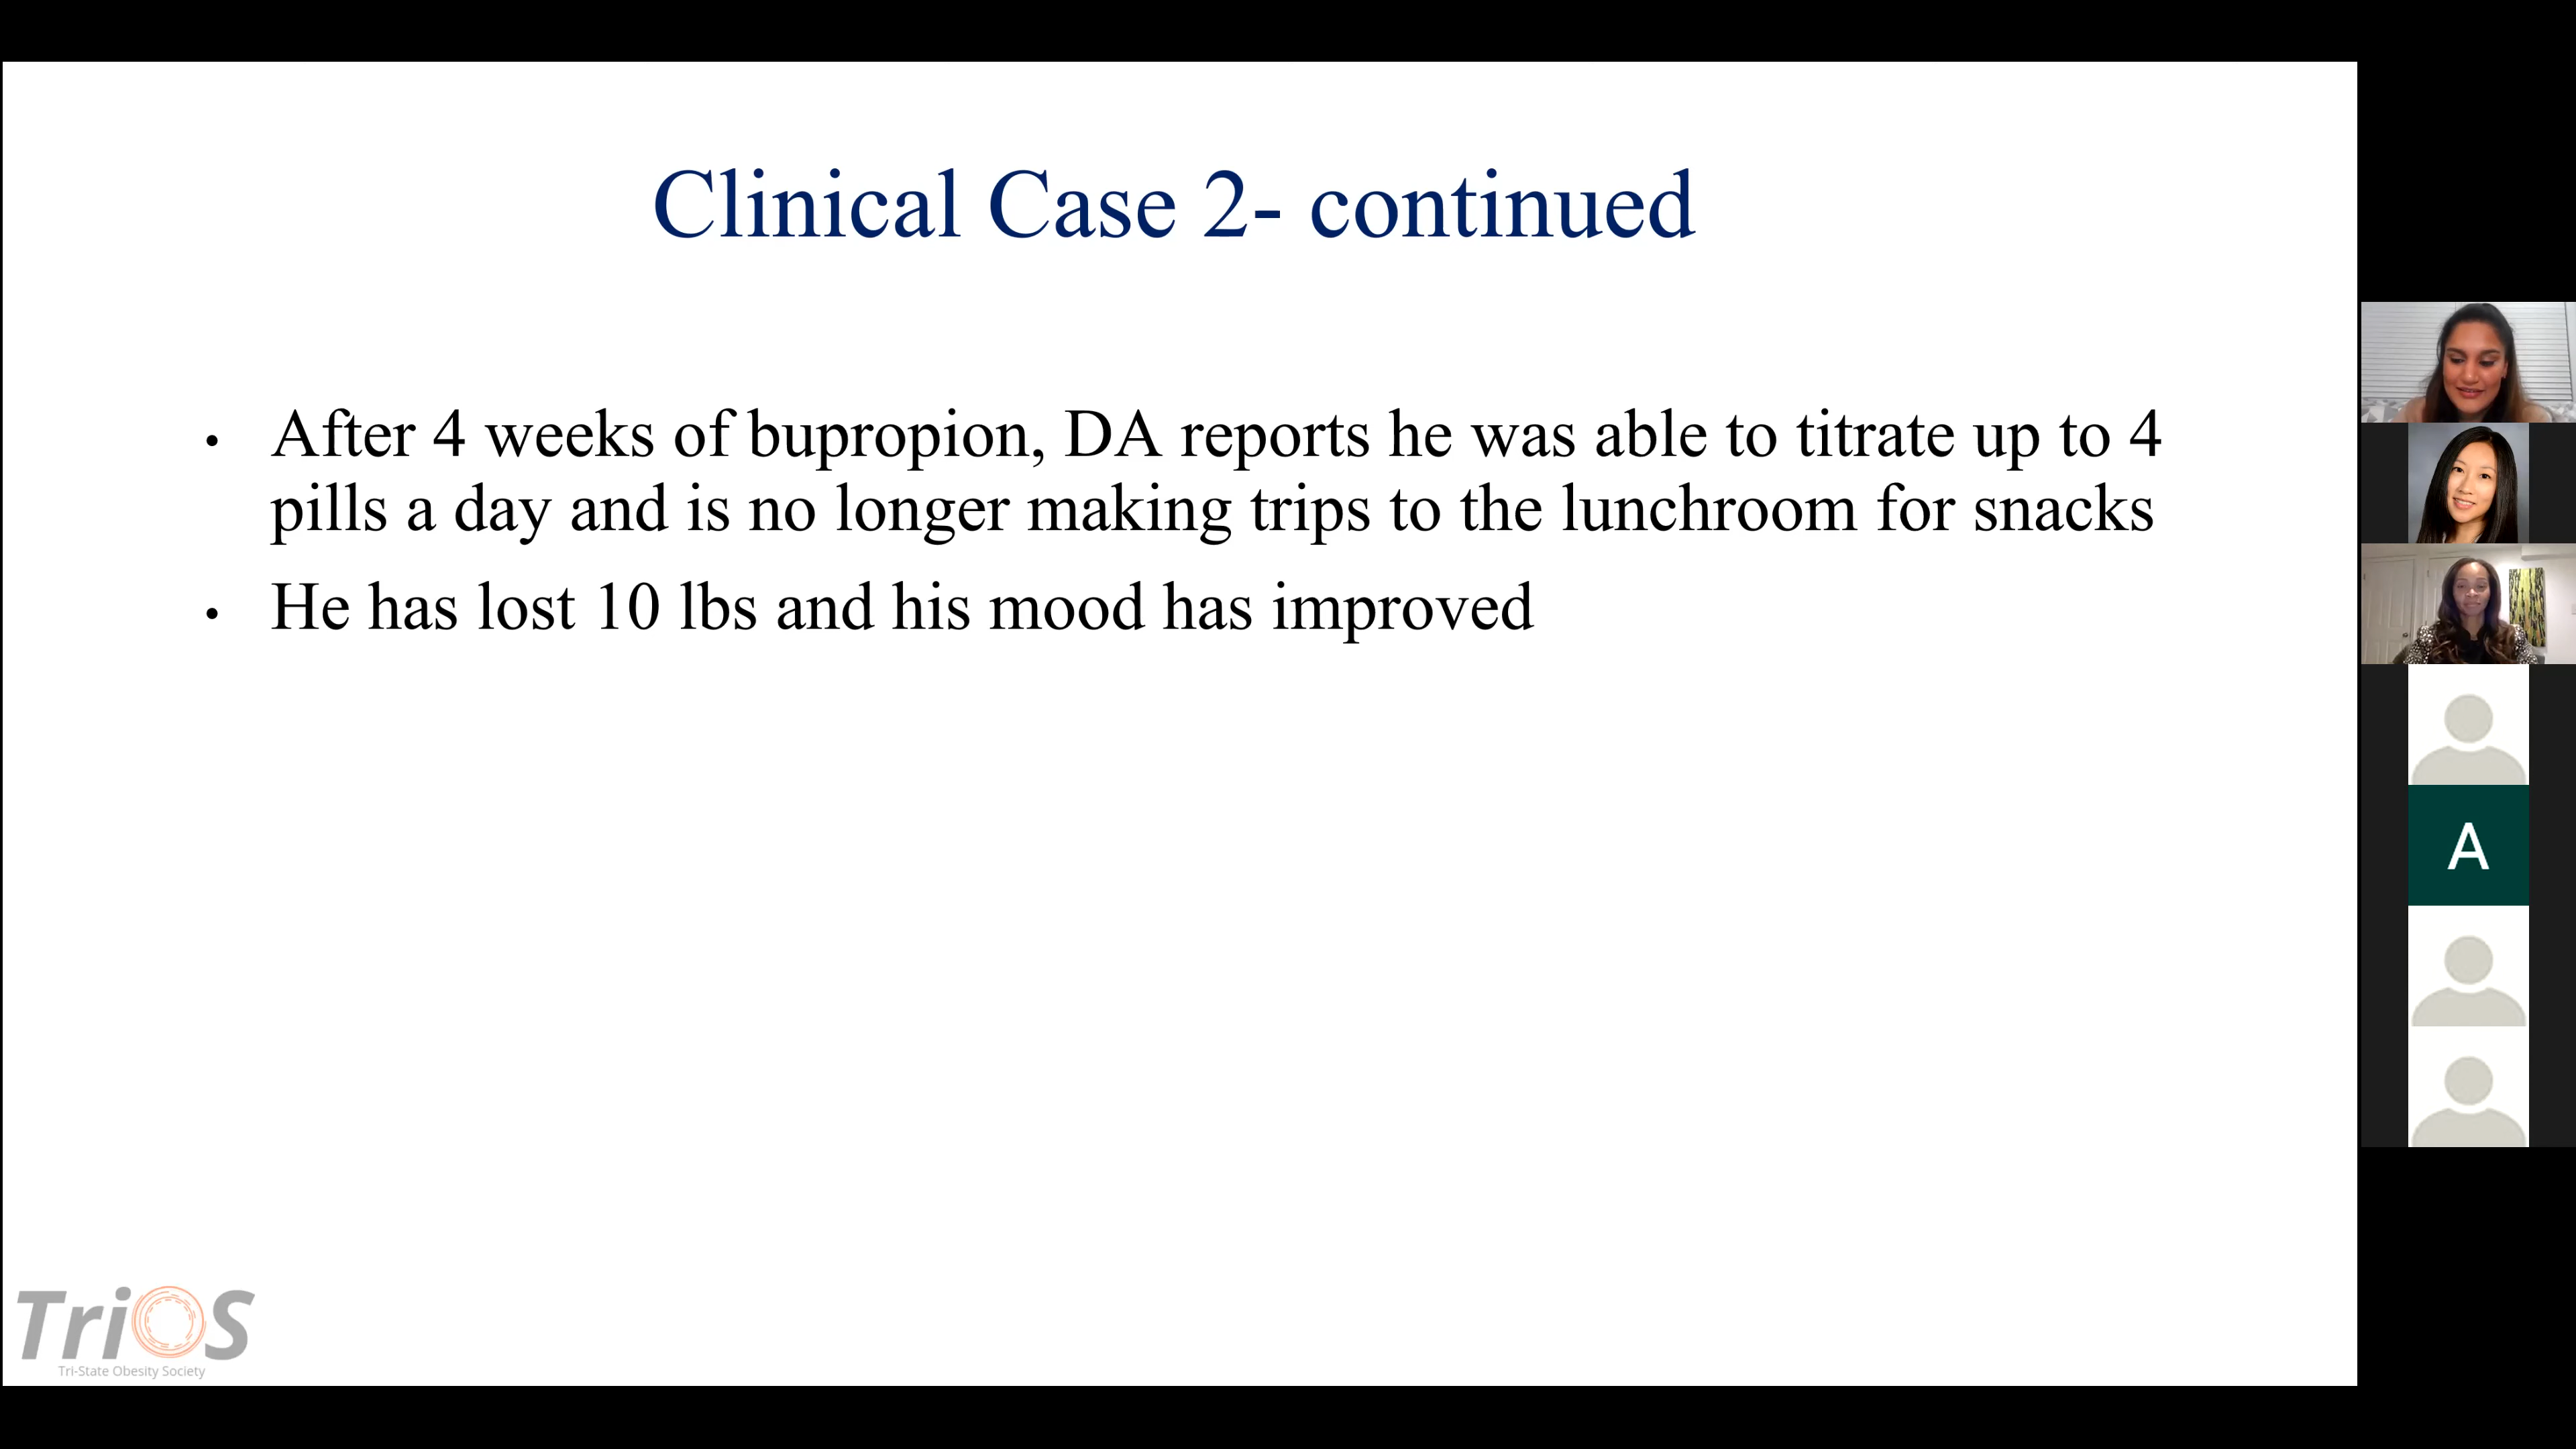 Clinical Case 2- continued
• After 4 weeks of bupropion, DA reports he was able to titrate up to 4
pills a day and is no longer making trips to the lunchroom for snacks
• He has lost 10 lbs and his mood has improved
A
TriOS
Tri-State Obesity Society